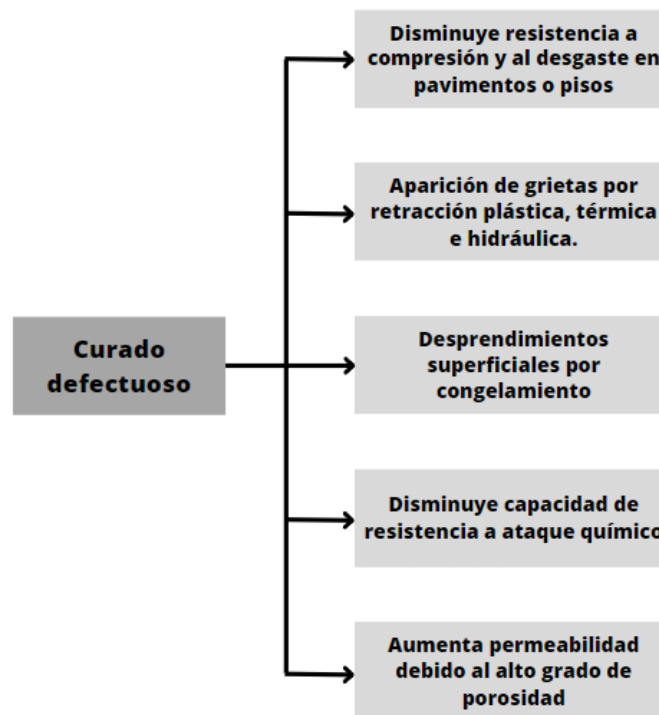 Disminuye resistencia a
compresión y al desgaste en
pavimentos o pisos
Aparición de grietas por
retracción plástica, térmica
e hidráulica.
Curado
defectuoso
Desprendimientos
superficiales por
congelamiento
Disminuye capacidad de
resistencia a ataque químico
Aumenta permeabilidad
debido al alto grado de
porosidad